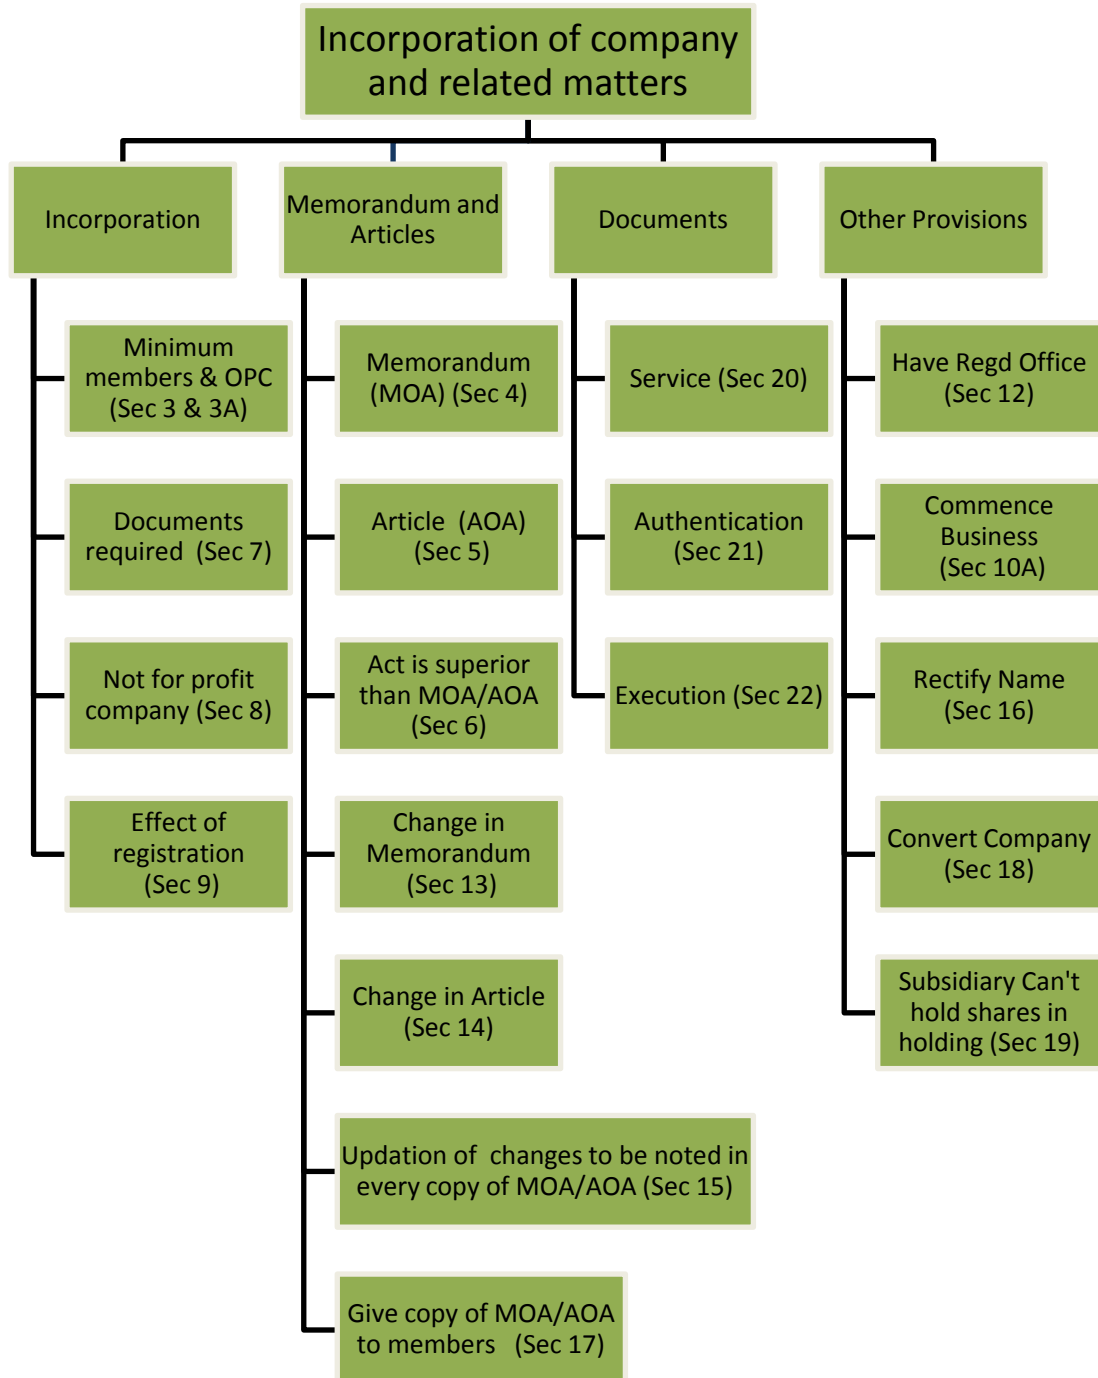 Incorporation of company
and related matters
Incorporation
Memorandum and
Articles
Documents
Other Provisions
Minimum
members & OPC
(Sec 3 & 3A)
Documents
required (Sec 7)
Not for profit
company (Sec 8)
Effect of
registration
(Sec 9)
Memorandum
(MOA) (Sec 4)
Article (AOA)
(Sec 5)
Act is superior
than MOA/AOA
(Sec 6)
Change in
Memorandum
(Sec 13)
Change in Article
(Sec 14)
Updation of changes to be noted in
every copy of MOA/AOA (Sec 15)
Give copy of MOA/AOA
to members (Sec 17)
Service (Sec 20)
Authentication
(Sec 21)
Execution (Sec 22)
Have Regd Office
(Sec 12)
Commence
Business
(Sec 10A)
Rectify Name
(Sec 16)
Convert Company
(Sec 18)
Subsidiary Can't
hold shares in
holding (Sec 19)